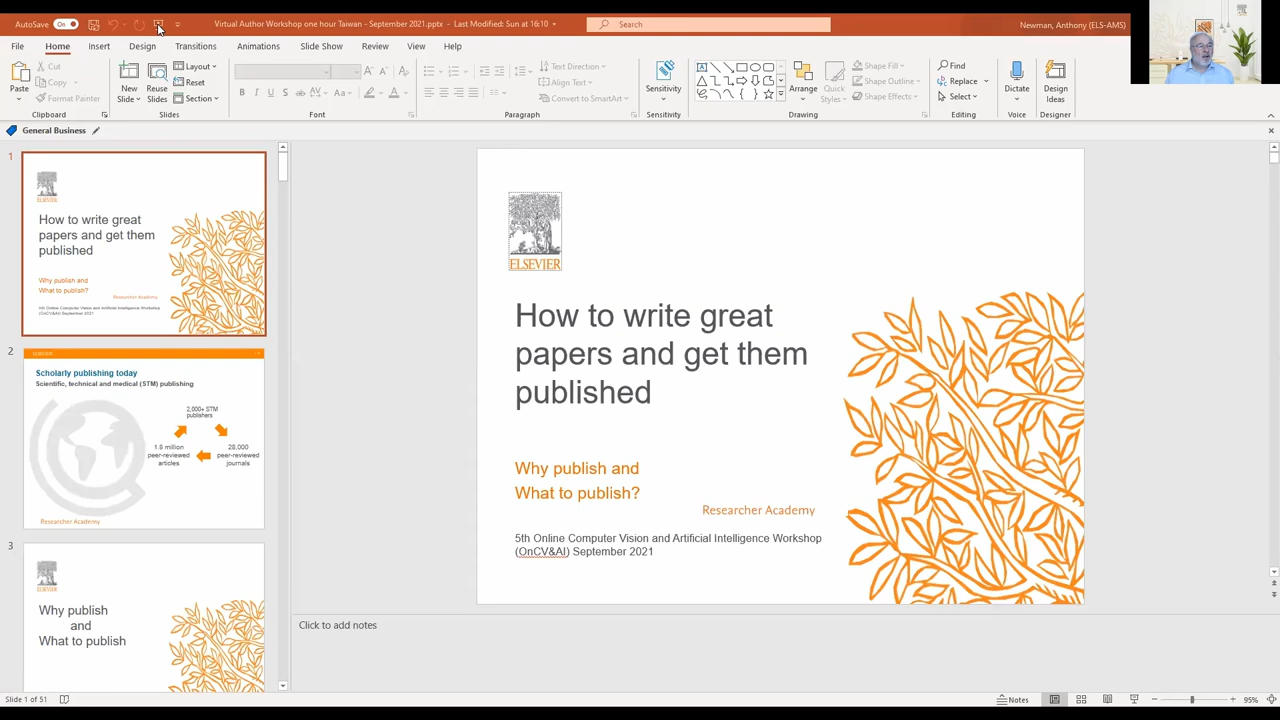 AutoSave On Virtual Author Workshop one hour Taiwan - September 2021.pptx - Last Modified: Sun at 16:10 Search Newman, Anthony (ELS-AMS)
File Home Insert Design Transitions Animations Slide Show Review View Help
Paste
Cut
Copy
Format Painter
New Slides
Reuse Slides
Layout
Reset
Section
B I U S ab AV Aa A
Text Direction
Align Text
Convert to SmartArt
Sensitivity
Arrange
Quick Styles
Shape Fill
Shape Outline
Shape Effects
Find
Replace
Select
Dictate
Design Ideas
Clipboard Slides Font Paragraph Sensitivity Drawing Editing Voice Designer
General Business
1
How to write great
papers and get them
published
Why publish and
What to publish?
Researcher Academy
5th Online Computer Vision and Artificial Intelligence Workshop
(OnCV&AI) September 2021
2
ELSEVIER
Scholarly publishing today
Scientific, technical and medical (STM) publishing
2,000+ STM
publishers
1.8 million
peer-reviewed
articles
28,000
peer-reviewed
journals
Researcher Academy
3
Why publish
and
What to publish
ELSEVIER
How to write great
papers and get them
published
Why publish and
What to publish?
Researcher Academy
5th Online Computer Vision and Artificial Intelligence Workshop
(OnCV&AI) September 2021
Click to add notes
Slide 1 of 51 Notes 95%